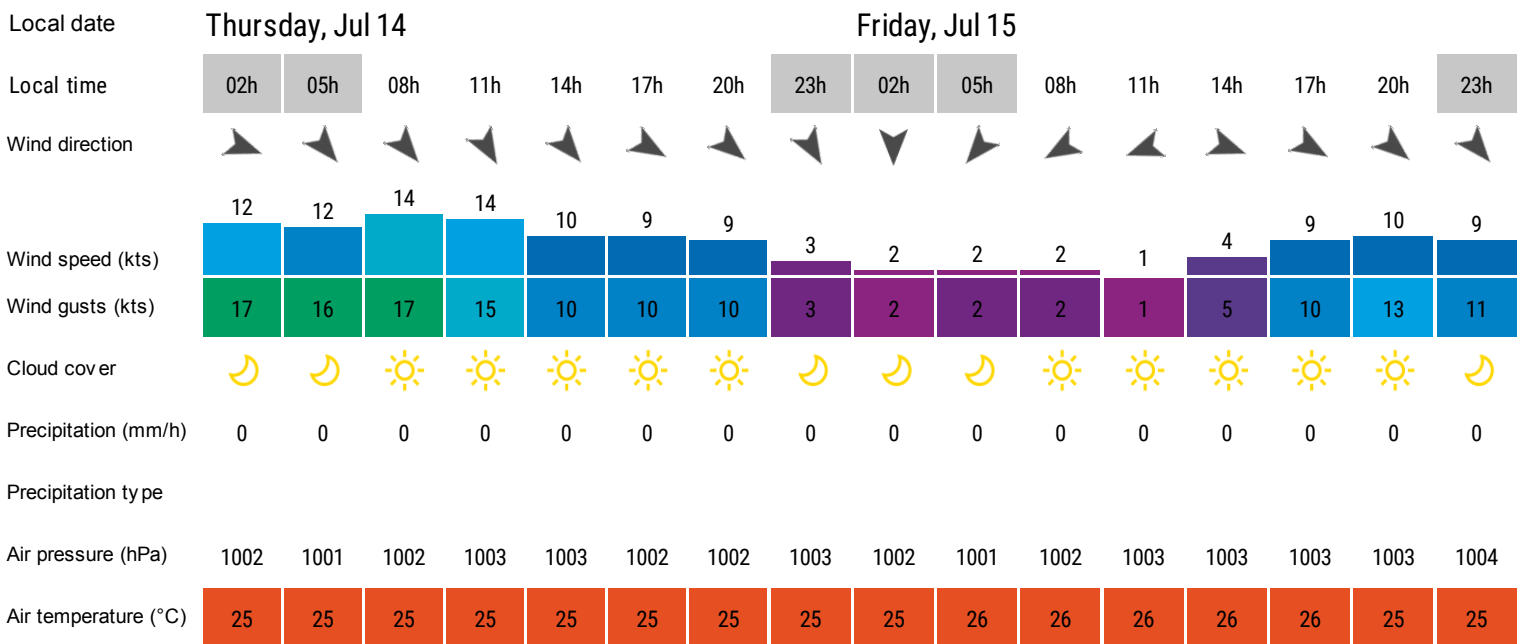 Local date Thursday, Jul 14 Friday, Jul 15
Local time 02h 05h 08h 11h 14h 17h 20h 23h 02h 05h 08h 11h 14h 17h 20h 23h
Wind direction
Wind speed (kts) 12 12 14 14 10 9 9 3 2 2 2 1 4 9 10 9
Wind gusts (kts) 17 16 17 15 10 10 10 3 2 2 2 1 5 10 13 11
Cloud cover
Precipitation (mm/h) 0 0 0 0 0 0 0 0 0 0 0 0 0 0 0 0
Precipitation type
Air pressure (hPa) 1002 1001 1002 1003 1003 1002 1002 1003 1002 1001 1002 1003 1003 1003 1003 1004
Air temperature (°C) 25 25 25 25 25 25 25 25 25 26 26 26 26 26 25 25